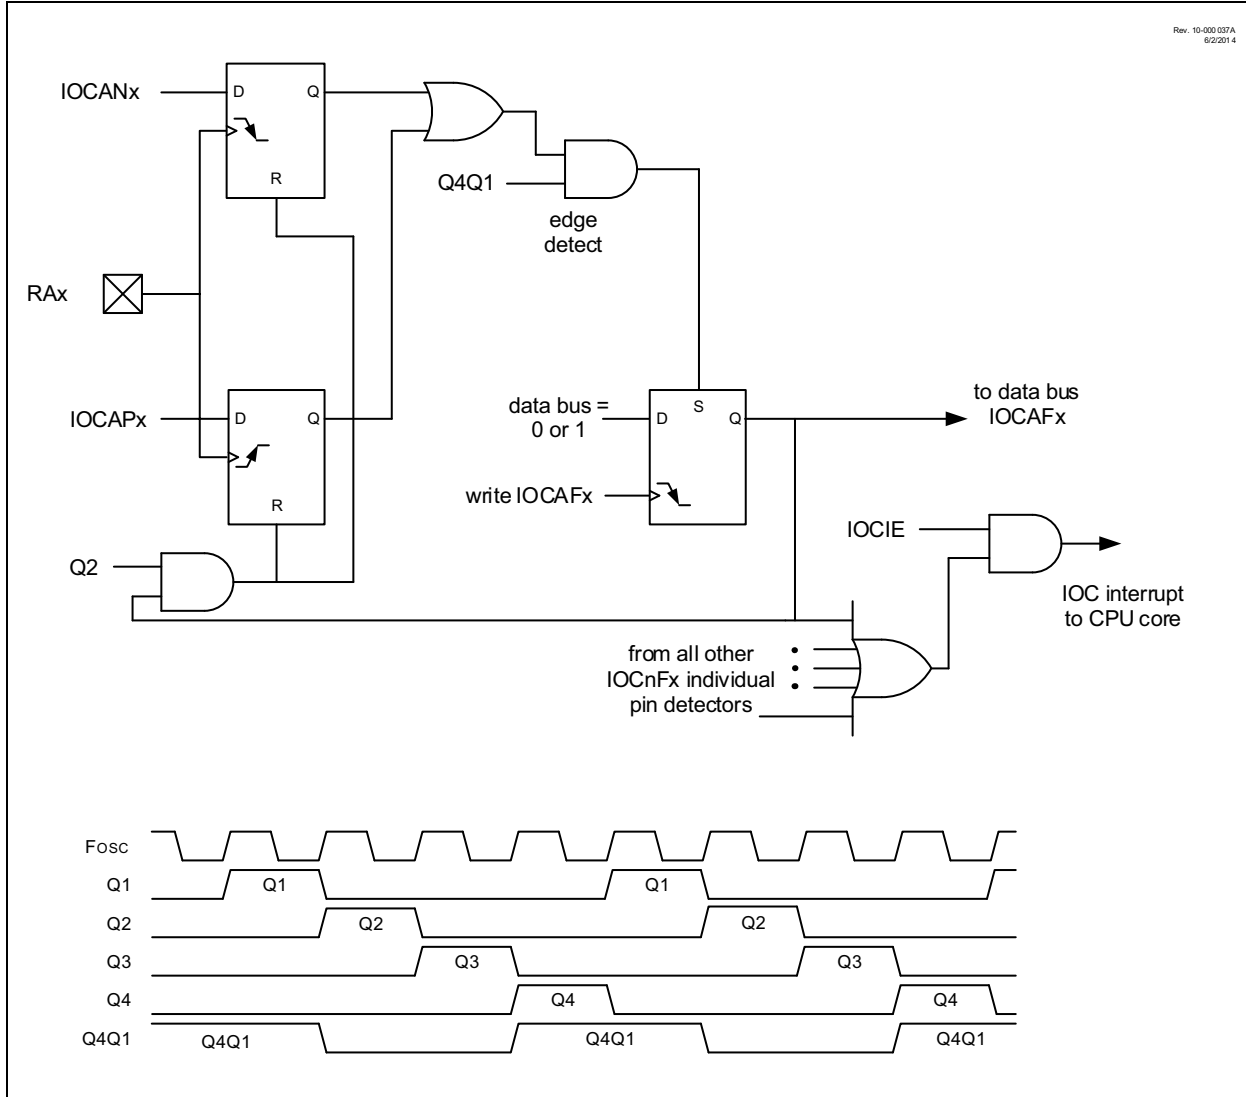 Rev. 10-000 037A
6/2/201 4
IOCANx
D
Q
R
Q4Q1
edge
detect
RAx
IOCAPx
D
Q
R
data bus =
0 or 1
D
S
Q
to data bus
IOCAFx
write IOCAFx
IOCIE
Q2
IOC interrupt
to CPU core
from all other
IOCnFx individual
pin detectors
FOSC
Q1
Q1
Q1
Q2
Q2
Q2
Q3
Q3
Q3
Q4
Q4
Q4
Q4Q1
Q4Q1
Q4Q1
Q4Q1